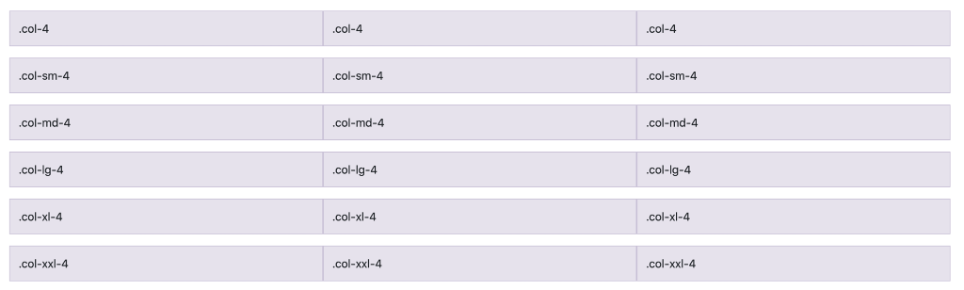 .col-4 .col-4 .col-4
.col-sm-4 .col-sm-4 .col-sm-4
.col-md-4 .col-md-4 .col-md-4
.col-lg-4 .col-lg-4 .col-lg-4
.col-xl-4 .col-xl-4 .col-xl-4
.col-xxl-4 .col-xxl-4 .col-xxl-4